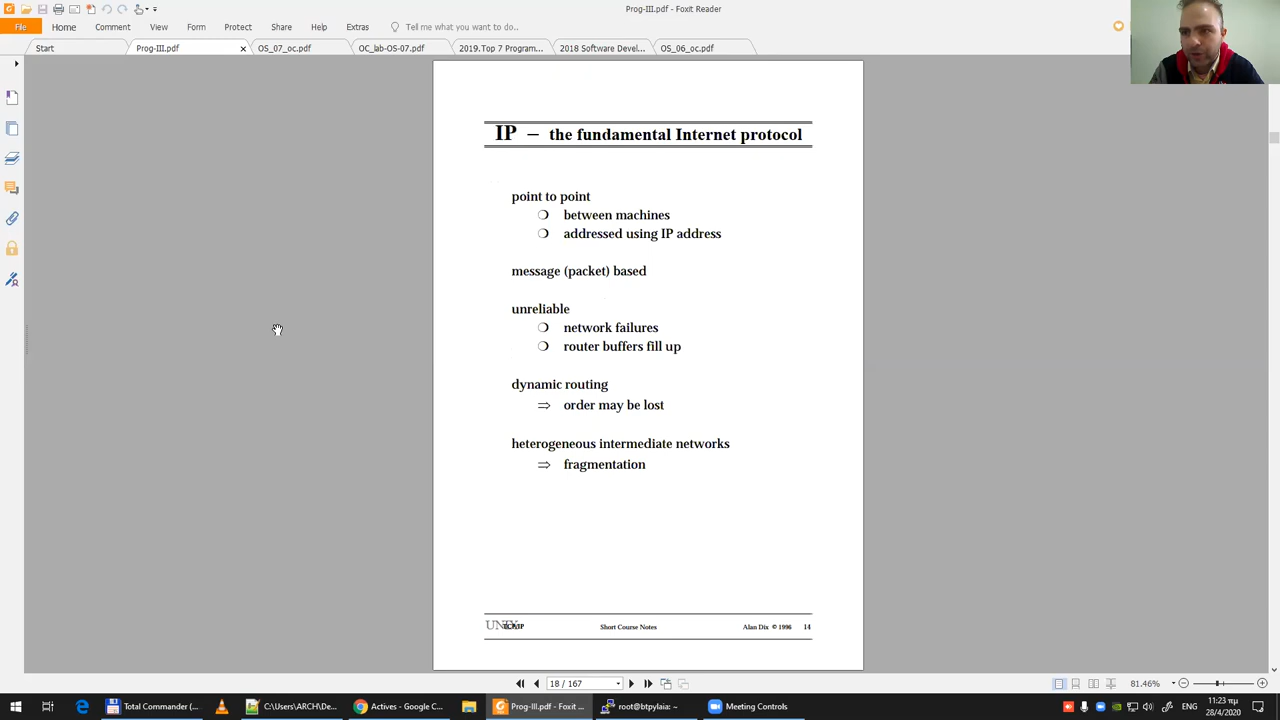 Prog-III.pdf - Foxit Reader
File Home Comment View Form Protect Share Help Extras Tell me what you want to do..
Start Prog-III.pdf OS_07_oc.pdf OC_lab-OS-07.pdf 2019.Top 7 Program... 2018 Software Devel... OS_06_oc.pdf
IP – the fundamental Internet protocol
point to point
❍ between machines
❍ addressed using IP address
message (packet) based
unreliable
❍ network failures
❍ router buffers fill up
dynamic routing
⇒ order may be lost
heterogeneous intermediate networks
⇒ fragmentation
TCP/IP Short Course Notes Alan Dix © 1996 14
18 / 167 81.46%
Total Commander (... C:\Users\ARCH\De... Actives - Google C... Prog-III.pdf - Foxit ... root@btpylaia: ~ Meeting Controls ENG 11:23 πμ
28/4/2020